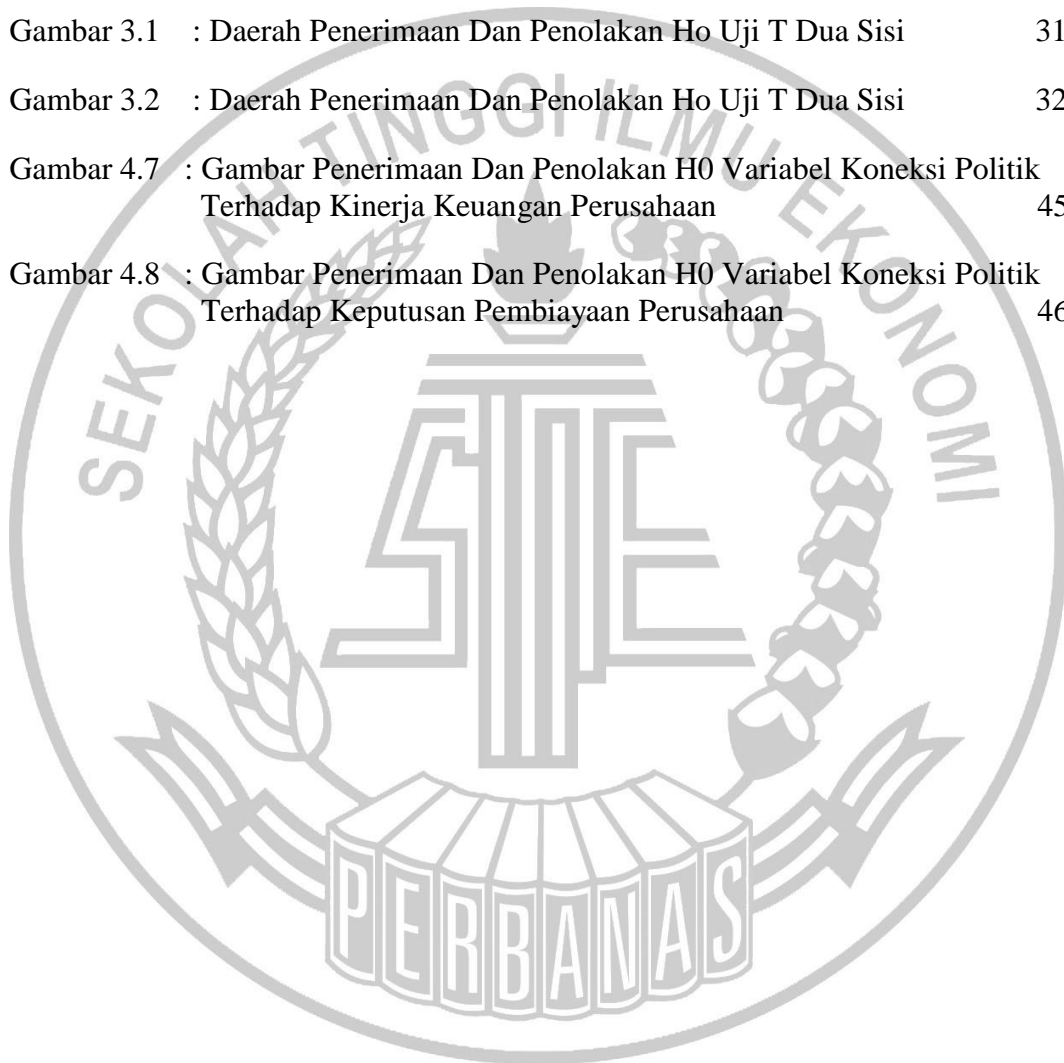 Gambar 3.1 : Daerah Penerimaan Dan Penolakan Ho Uji T Dua Sisi 31
Gambar 3.2 : Daerah Penerimaan Dan Penolakan Ho Uji T Dua Sisi 32
Gambar 4.7 : Gambar Penerimaan Dan Penolakan H0 Variabel Koneksi Politik
Terhadap Kinerja Keuangan Perusahaan 45
Gambar 4.8 : Gambar Penerimaan Dan Penolakan H0 Variabel Koneksi Politik
Terhadap Keputusan Pembiayaan Perusahaan 46
SEKOLAH TINGGI ILMU EKONOMI
STIE
PERBANAS